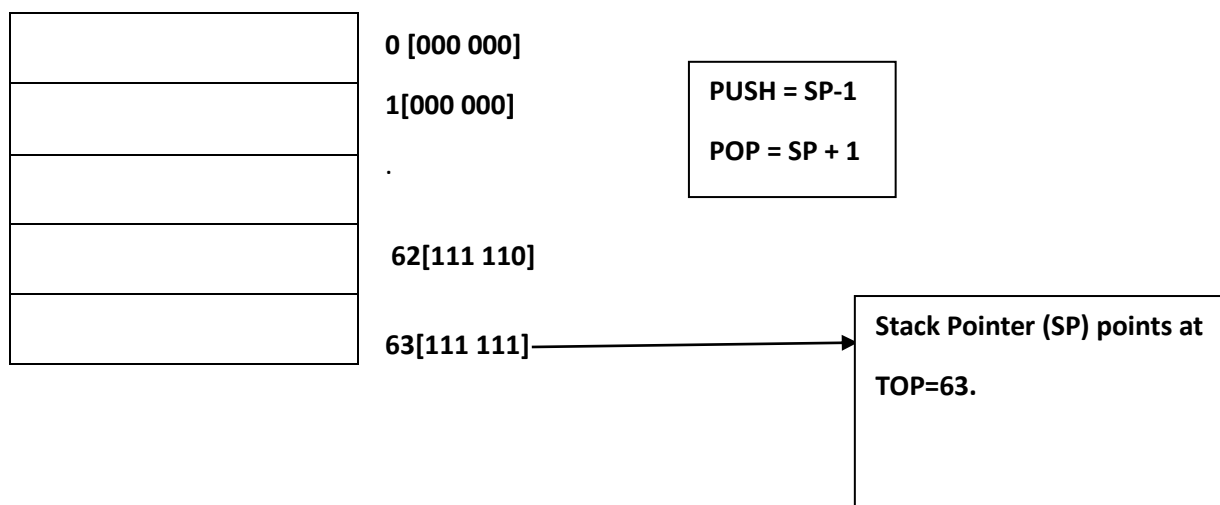 0 [000 000]
1[000 000]
.
62[111 110]
63[111 111]
PUSH = SP-1
POP = SP + 1
Stack Pointer (SP) points at
TOP=63.